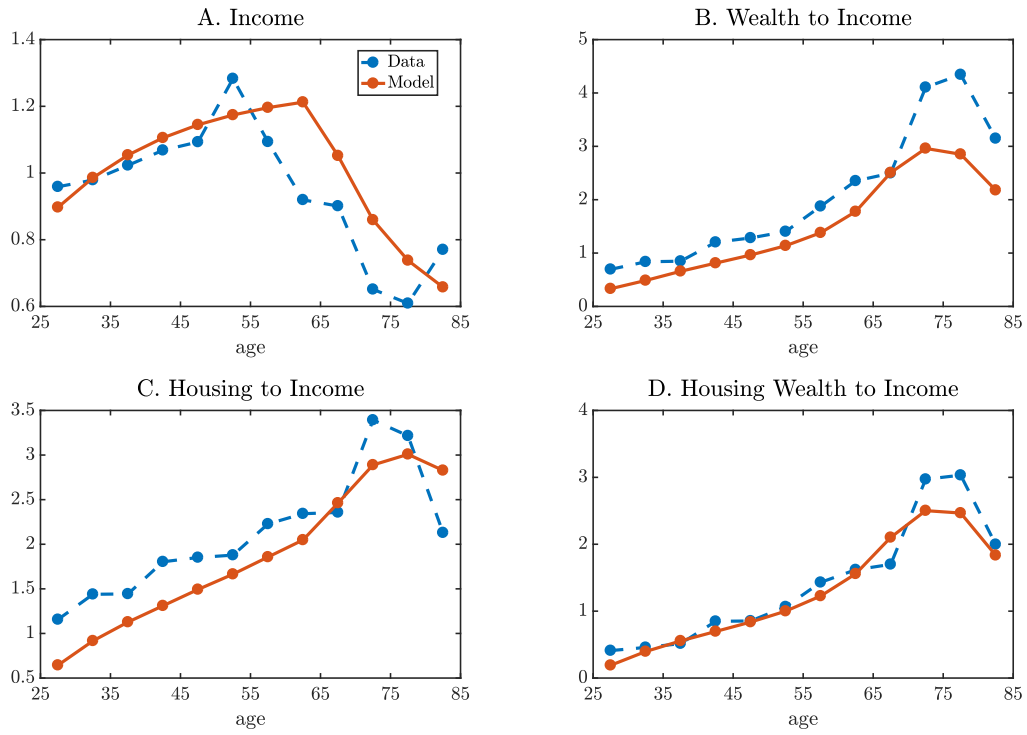 A. Income
1.4
1.2
1
0.8
0.6
25 35 45 55 65 75 85
age
Data
Model
B. Wealth to Income
5
4
3
2
1
0
25 35 45 55 65 75 85
age
C. Housing to Income
3.5
3
2.5
2
1.5
1
0.5
25 35 45 55 65 75 85
age
D. Housing Wealth to Income
4
3
2
1
0
25 35 45 55 65 75 85
age